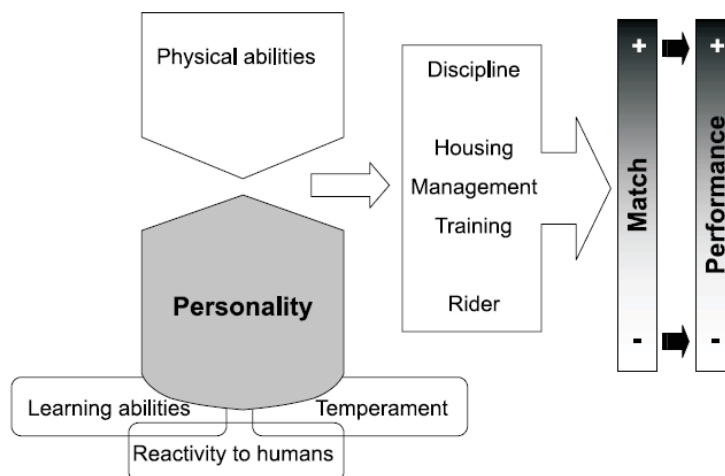 Physical abilities
Personality
Learning abilities
Temperament
Reactivity to humans
Discipline
Housing
Management
Training
Rider
+
Match
-
+
Performance
-